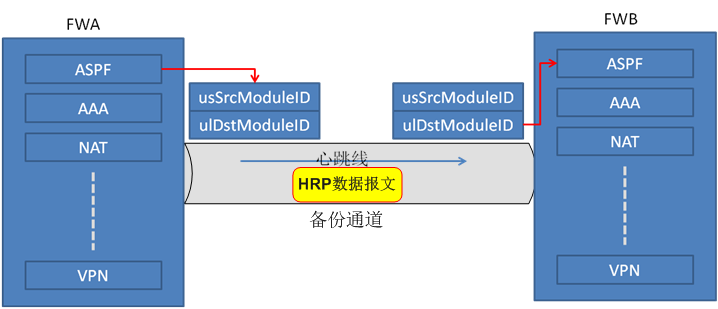 FWA
ASPF
AAA
NAT
VPN
usSrcModuleID
ulDstModuleID
usSrcModuleID
ulDstModuleID
心跳线
HRP数据报文
备份通道
FWB
ASPF
AAA
NAT
VPN